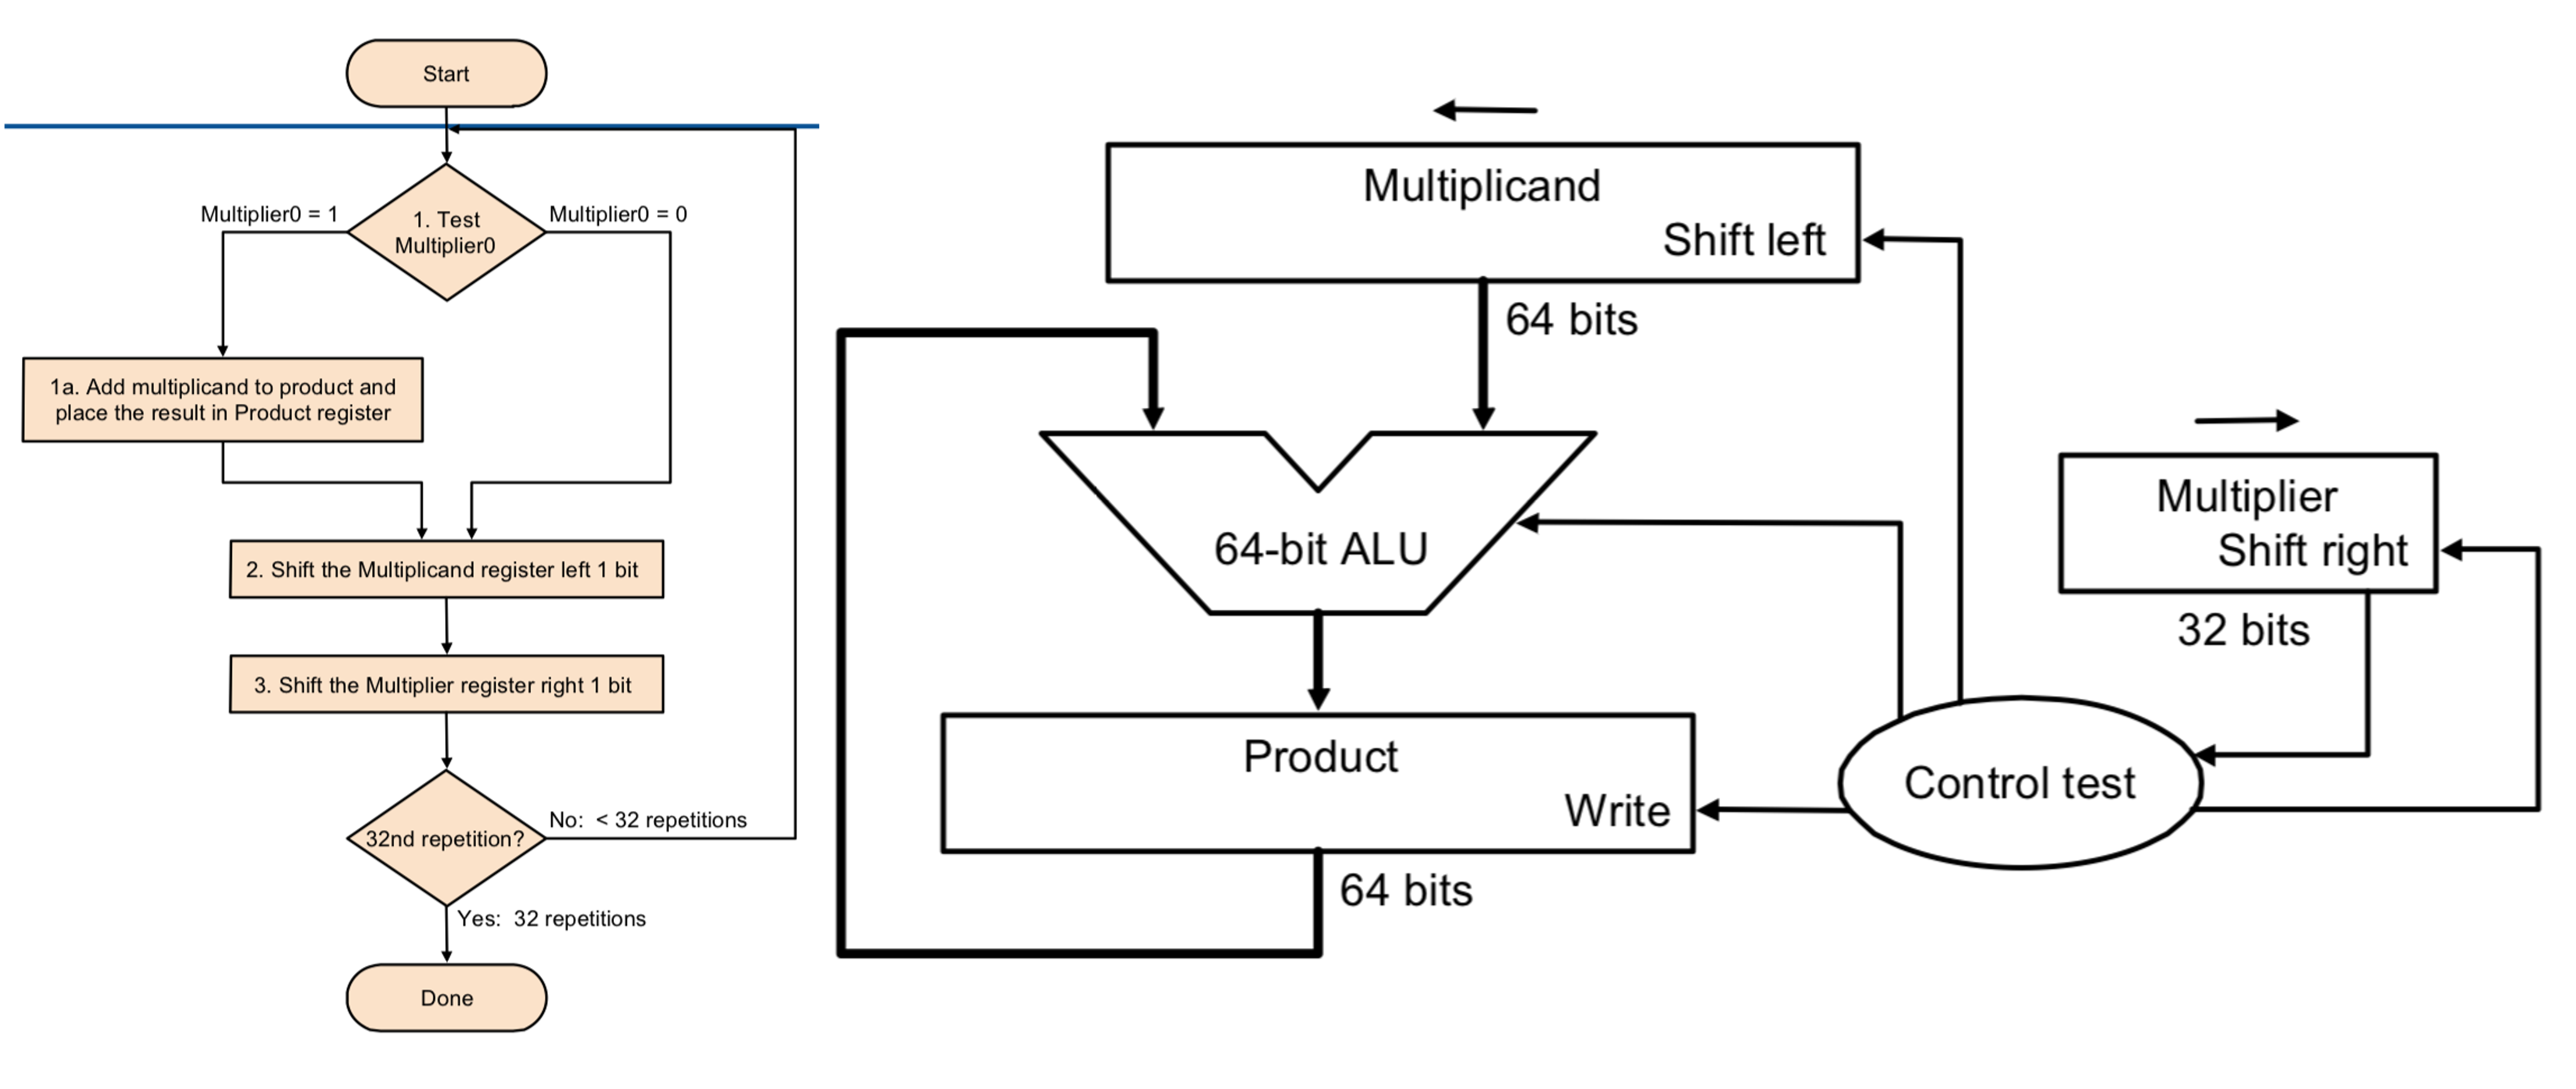 Start
Multiplier0 = 1
1. Test
Multiplier0
Multiplier0 = 0
1a. Add multiplicand to product and
place the result in Product register
2. Shift the Multiplicand register left 1 bit
3. Shift the Multiplier register right 1 bit
32nd repetition?
No:  < 32 repetitions
Yes:  32 repetitions
Done
Multiplicand
Shift left
64 bits
64-bit ALU
Multiplier
Shift right
32 bits
Product
Write
Control test
64 bits